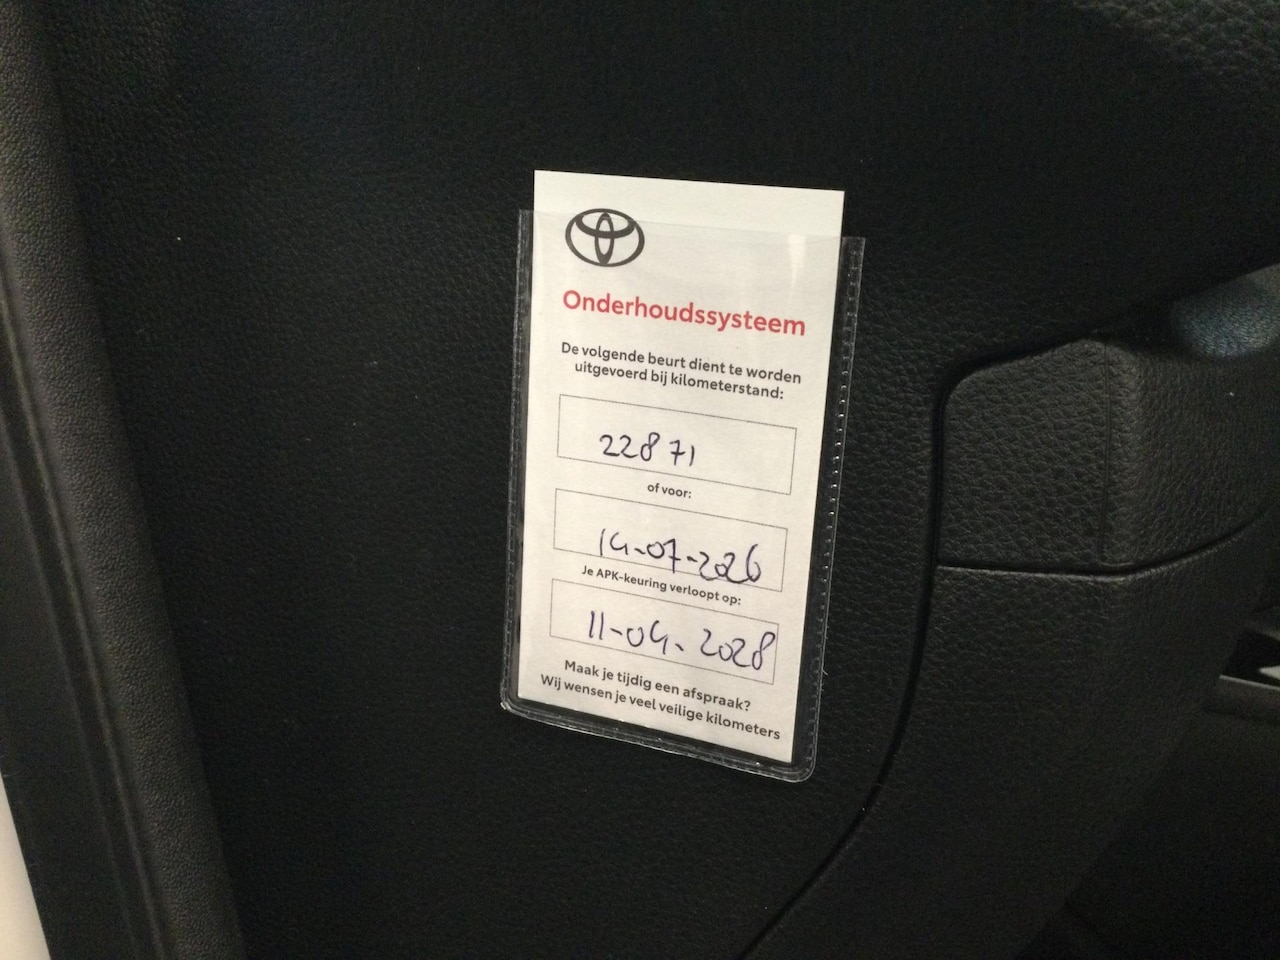 Onderhoudssysteem
De volgende beurt dient te worden
uitgevoerd bij kilometerstand:
22871
of voor:
14-07-2026
Je APK-keuring verloopt op:
11-04-2028
Maak je tijdig een afspraak?
Wij wensen je veel veilige kilometers